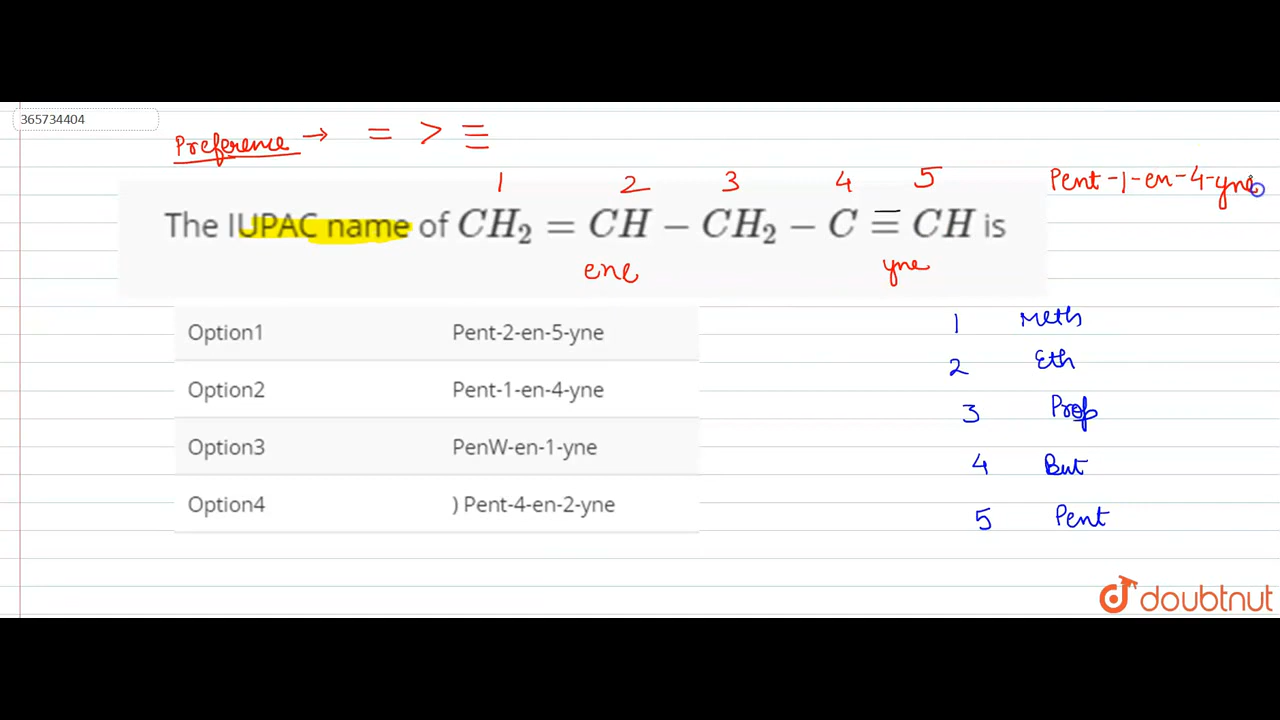 365734404
Preference → = > ≡
1 2 3 4 5
Pent-1-en-4-yne
The IUPAC name of CH₂ = CH − CH₂ − C ≡ CH is
ene yne
Option1 Pent-2-en-5-yne
Option2 Pent-1-en-4-yne
Option3 PenW-en-1-yne
Option4 ) Pent-4-en-2-yne
1 Meth
2 Eth
3 Prop
4 But
5 Pent
doubtnut